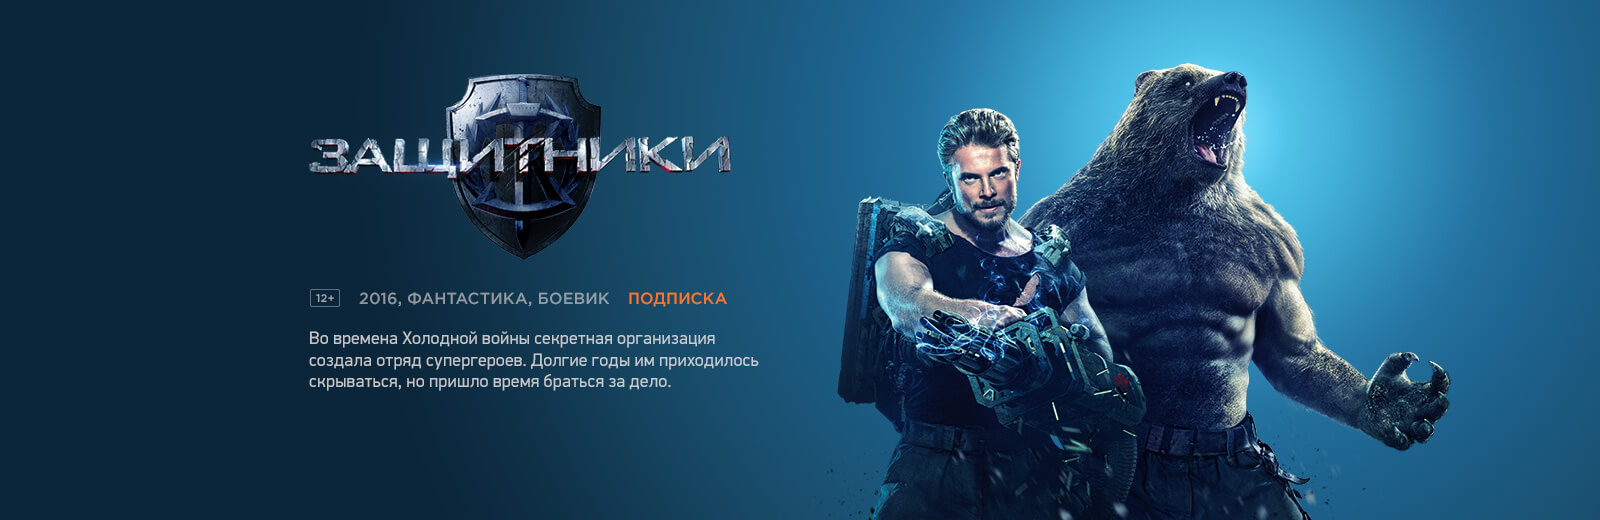 ЗАЩИТНИКИ
12+ 2016, ФАНТАСТИКА, БОЕВИК ПОДПИСКА
Во времена Холодной войны секретная организация
создала отряд супергероев. Долгие годы им приходилось
скрываться, но пришло время браться за дело.